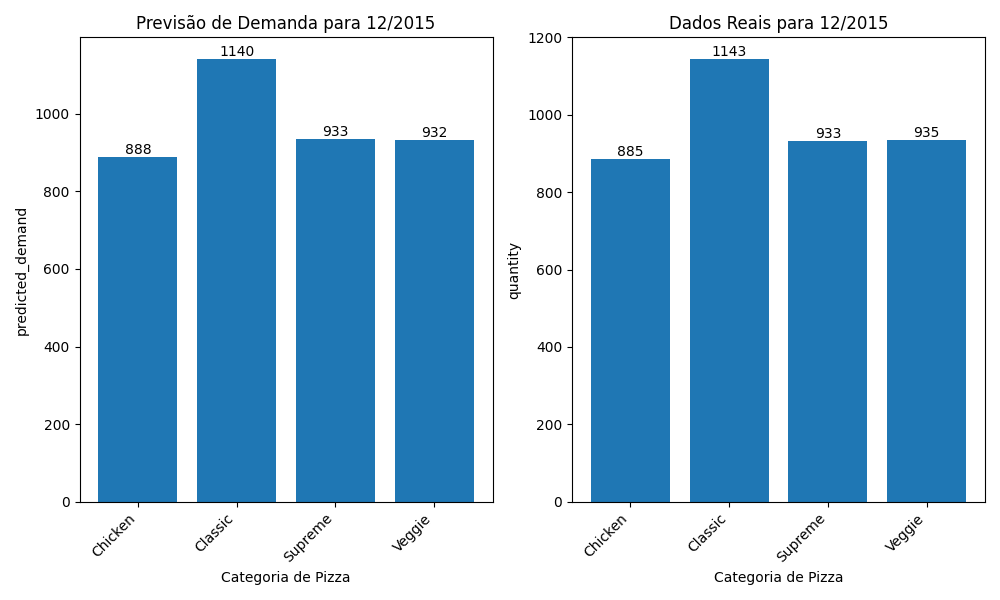 Previsão de Demanda para 12/2015
predicted_demand
1000
800
600
400
200
0
888
1140
933
932
Chicken
Classic
Supreme
Veggie
Categoria de Pizza
Dados Reais para 12/2015
quantity
1200
1000
800
600
400
200
0
885
1143
933
935
Chicken
Classic
Supreme
Veggie
Categoria de Pizza